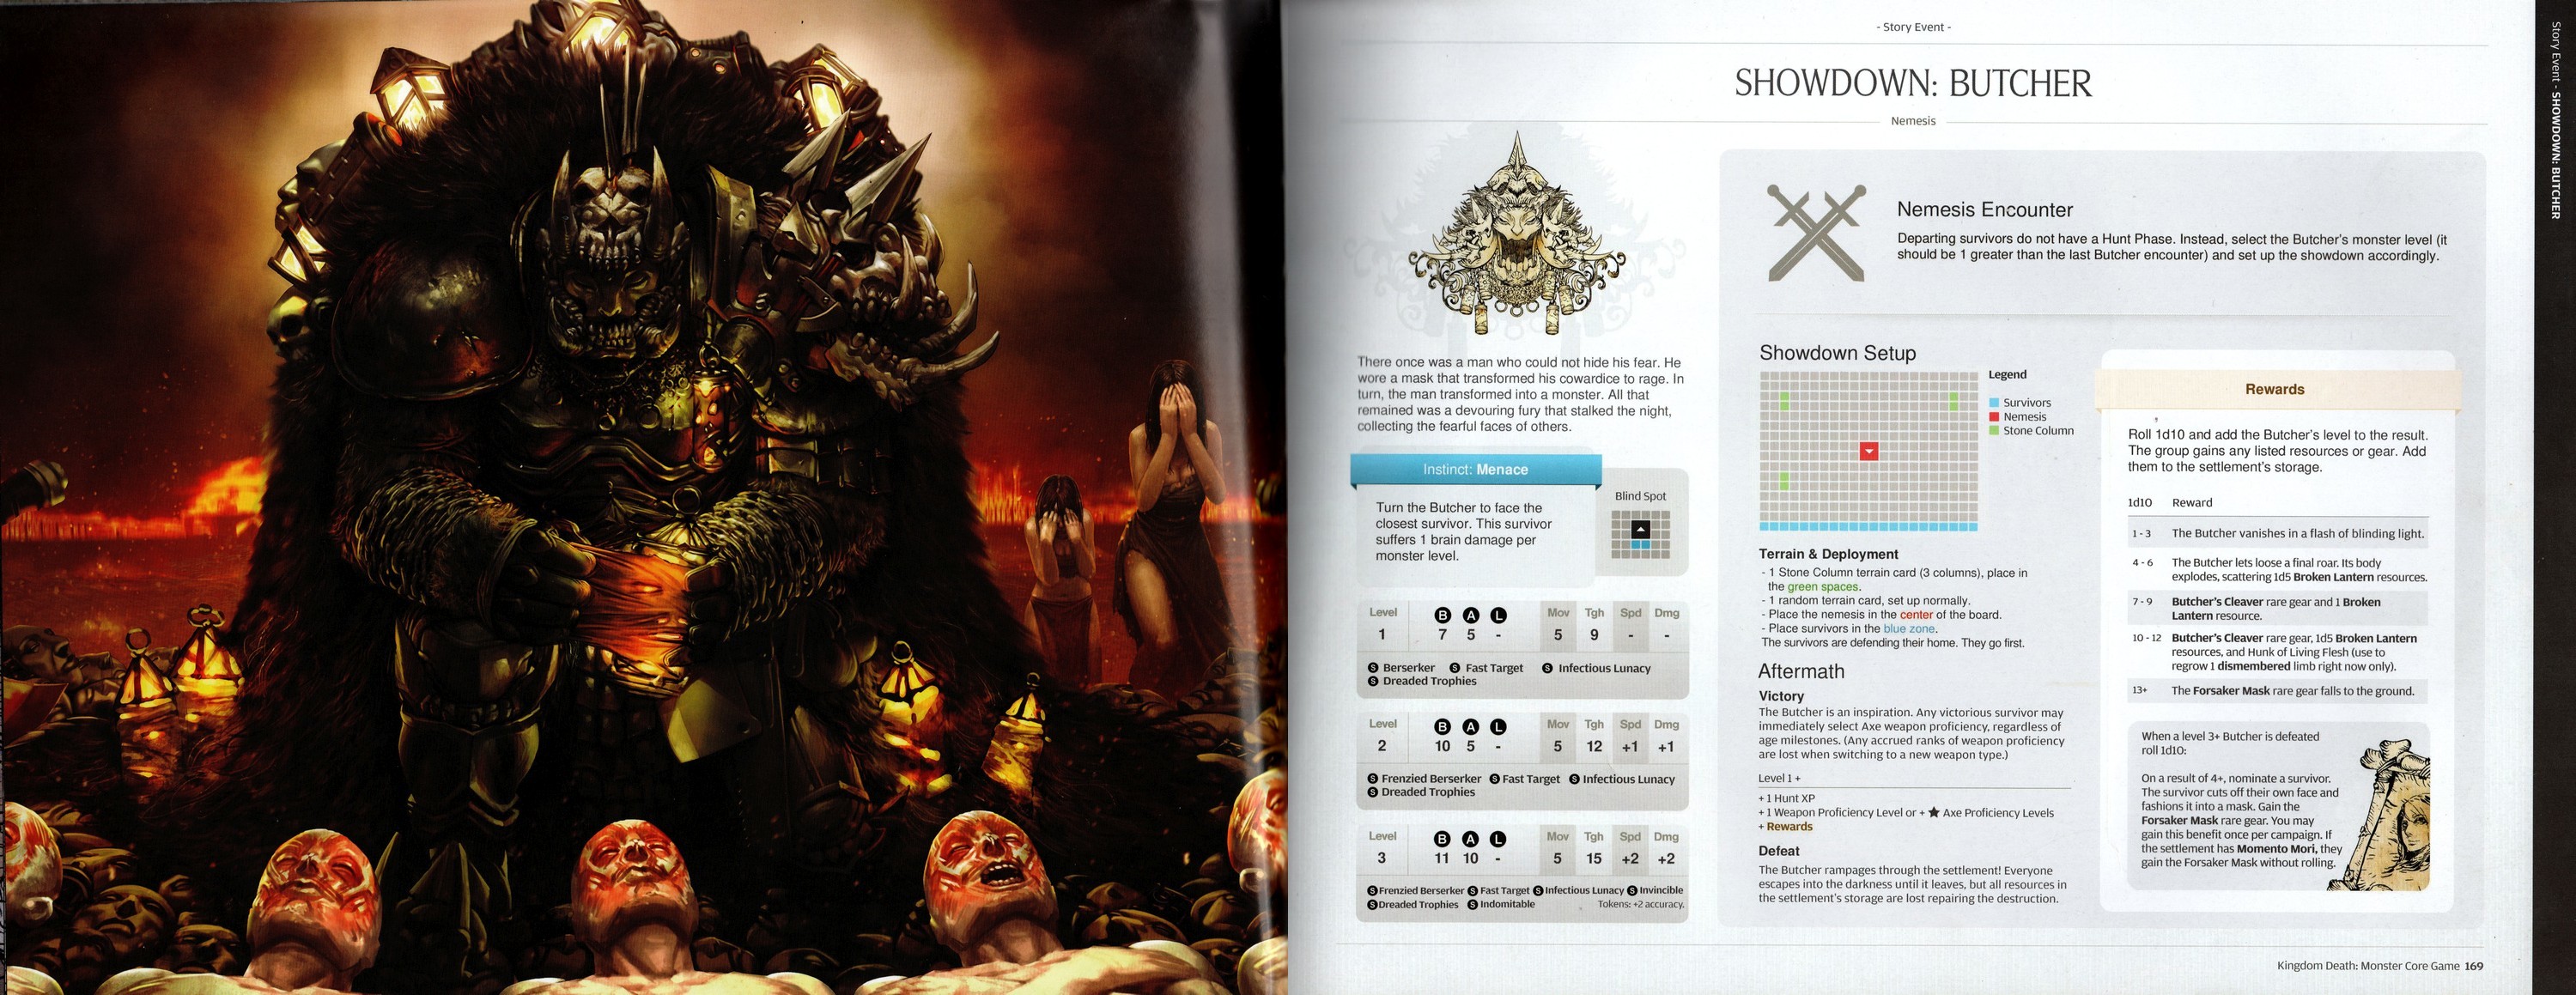 - Story Event -
SHOWDOWN: BUTCHER
Nemesis
There once was a man who could not hide his fear. He
wore a mask that transformed his cowardice to rage. In
turn, the man transformed into a monster. All that
remained was a devouring fury that stalked the night,
collecting the fearful faces of others.
Instinct: Menace
Turn the Butcher to face the
closest survivor. This survivor
suffers 1 brain damage per
monster level.
Blind Spot
Level B A L Mov Tgh Spd Dmg
1 7 5 - 5 9 - -
S Berserker S Fast Target S Infectious Lunacy
S Dreaded Trophies
Level B A L Mov Tgh Spd Dmg
2 10 5 - 5 12 +1 +1
S Frenzied Berserker S Fast Target S Infectious Lunacy
S Dreaded Trophies
Level B A L Mov Tgh Spd Dmg
3 11 10 - 5 15 +2 +2
S Frenzied Berserker S Fast Target S Infectious Lunacy S Invincible
S Dreaded Trophies S Indomitable Tokens: +2 accuracy.
Nemesis Encounter
Departing survivors do not have a Hunt Phase. Instead, select the Butcher's monster level (it
should be 1 greater than the last Butcher encounter) and set up the showdown accordingly.
Showdown Setup
Legend
Survivors
Nemesis
Stone Column
Terrain & Deployment
- 1 Stone Column terrain card (3 columns), place in
the green spaces.
- 1 random terrain card, set up normally.
- Place the nemesis in the center of the board.
- Place survivors in the blue zone.
The survivors are defending their home. They go first.
Aftermath
Victory
The Butcher is an inspiration. Any victorious survivor may
immediately select Axe weapon proficiency, regardless of
age milestones. (Any accrued ranks of weapon proficiency
are lost when switching to a new weapon type.)
Level 1 +
+ 1 Hunt XP
+ 1 Weapon Proficiency Level or + ★ Axe Proficiency Levels
+ Rewards
Defeat
The Butcher rampages through the settlement! Everyone
escapes into the darkness until it leaves, but all resources in
the settlement's storage are lost repairing the destruction.
Rewards
Roll 1d10 and add the Butcher's level to the result.
The group gains any listed resources or gear. Add
them to the settlement's storage.
1d10 Reward
1 - 3 The Butcher vanishes in a flash of blinding light.
4 - 6 The Butcher lets loose a final roar. Its body
explodes, scattering 1d5 Broken Lantern resources.
7 - 9 Butcher's Cleaver rare gear and 1 Broken
Lantern resource.
10 - 12 Butcher's Cleaver rare gear, 1d5 Broken Lantern
resources, and Hunk of Living Flesh (use to
regrow 1 dismembered limb right now only).
13+ The Forsaker Mask rare gear falls to the ground.
When a level 3+ Butcher is defeated
roll 1d10:
On a result of 4+, nominate a survivor.
The survivor cuts off their own face and
fashions it into a mask. Gain the
Forsaker Mask rare gear. You may
gain this benefit once per campaign. If
the settlement has Momento Mori, they
gain the Forsaker Mask without rolling.
Kingdom Death: Monster Core Game 169
Story Event - SHOWDOWN: BUTCHER